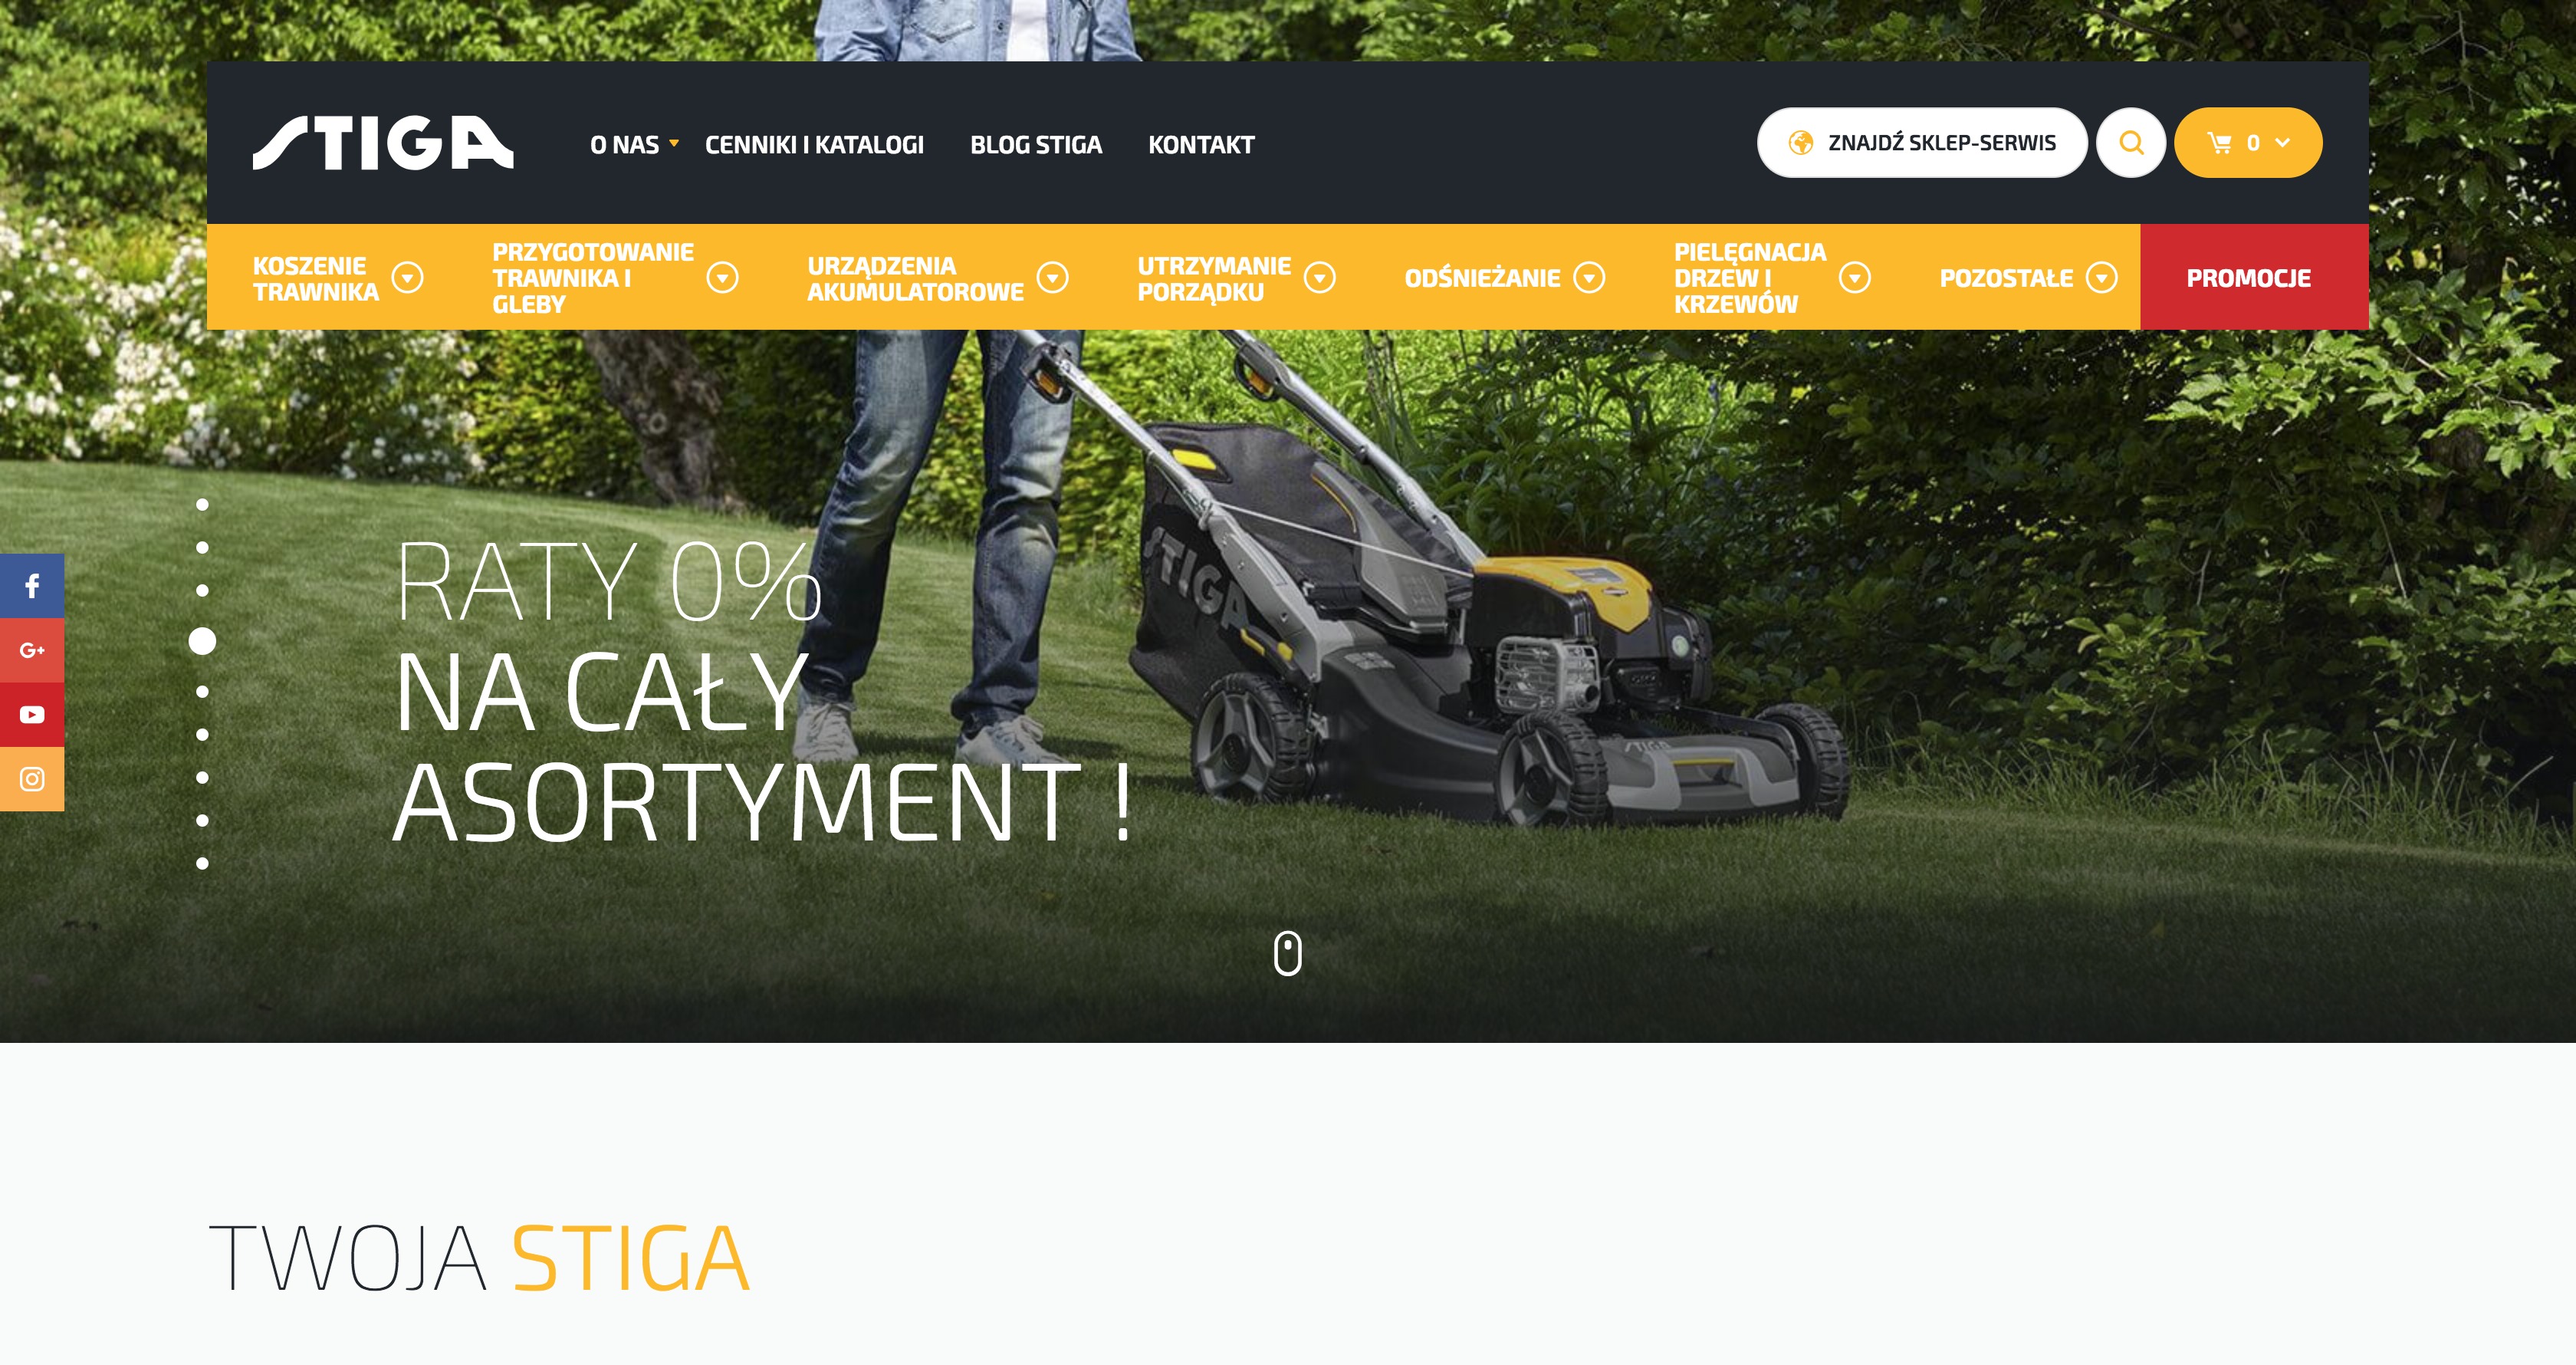 STIGA
O NAS
CENNIKI I KATALOGI
BLOG STIGA
KONTAKT
ZNAJDŹ SKLEP-SERWIS
0
KOSZENIE
TRAWNIKA
PRZYGOTOWANIE
TRAWNIKA I
GLEBY
URZĄDZENIA
AKUMULATOROWE
UTRZYMANIE
PORZĄDKU
ODŚNIEŻANIE
PIELĘGNACJA
DRZEW I
KRZEWÓW
POZOSTAŁE
PROMOCJE
STIGA
STIGA
f
G+
RATY 0%
NA CAŁY
ASORTYMENT !
TWOJA STIGA